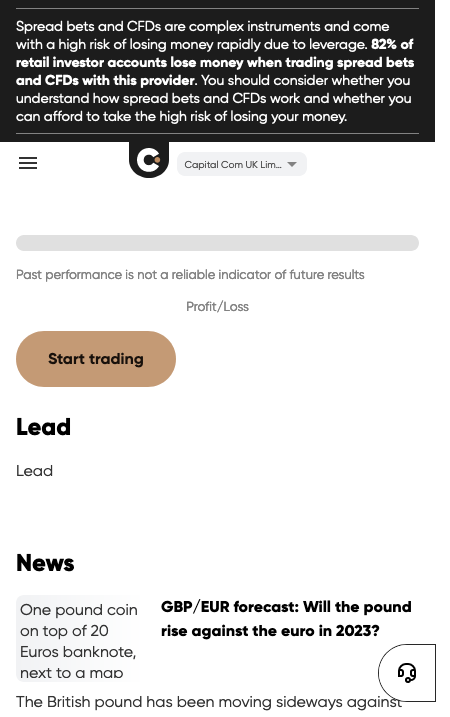 Spread bets and CFDs are complex instruments and come
with a high risk of losing money rapidly due to leverage. 82% of
retail investor accounts lose money when trading spread bets
and CFDs with this provider. You should consider whether you
understand how spread bets and CFDs work and whether you
can afford to take the high risk of losing your money.
Capital Com UK Lim...
Past performance is not a reliable indicator of future results
Profit/Loss
Start trading
Lead
Lead
News
One pound coin
on top of 20
Euros banknote,
next to a map
GBP/EUR forecast: Will the pound
rise against the euro in 2023?
The British pound has been moving sideways against